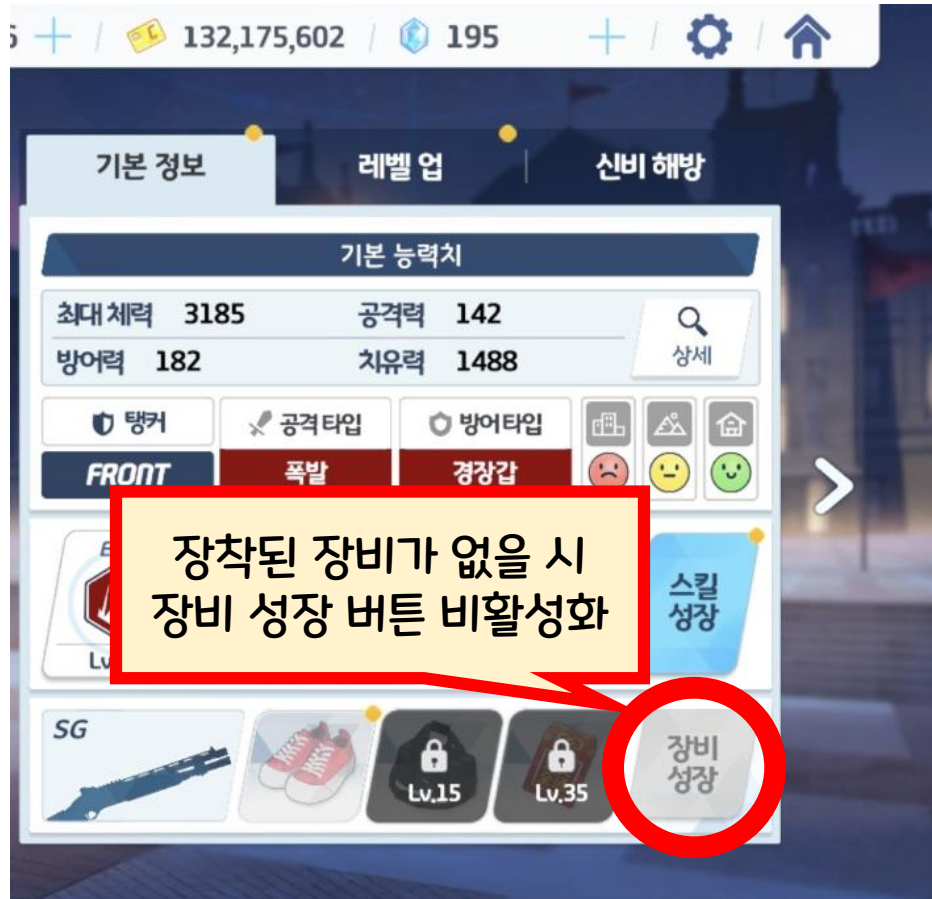 132,175,602 195
기본 정보 레벨 업 신비 해방
기본 능력치
최대 체력 3185 공격력 142
방어력 182 치유력 1488
상세
탱커 공격 타입 방어 타입
FRONT 폭발 경장갑
장착된 장비가 없을 시
장비 성장 버튼 비활성화
스킬
성장
SG
Lv.15 Lv.35
장비
성장